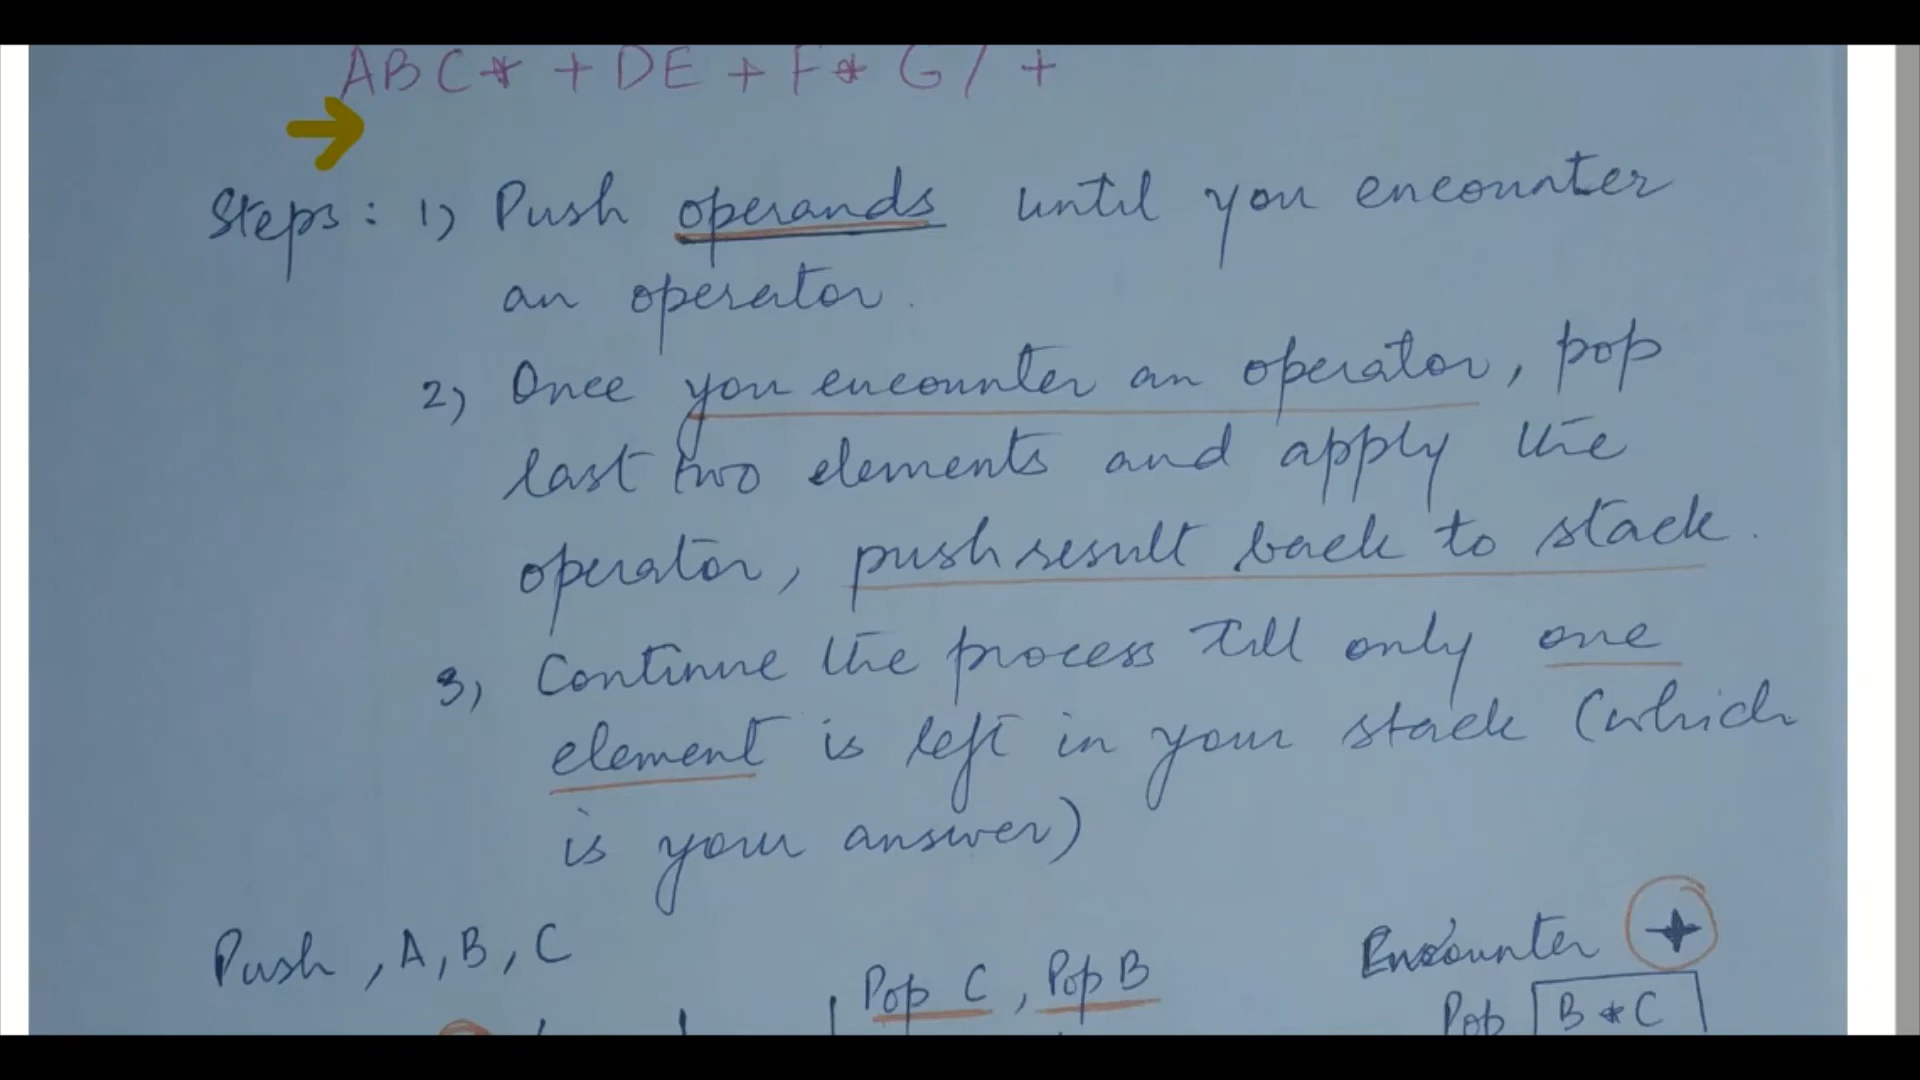 ABC* + DE + F* G / +
Steps: 1) Push operands until you encounter
an operator.
2) Once you encounter an operator, pop
last two elements and apply the
operator, push result back to stack.
3) Continue the process till only one
element is left in your stack (which
is your answer)
Push, A, B, C
Pop C, Pop B
Encounter +
Pop B * C